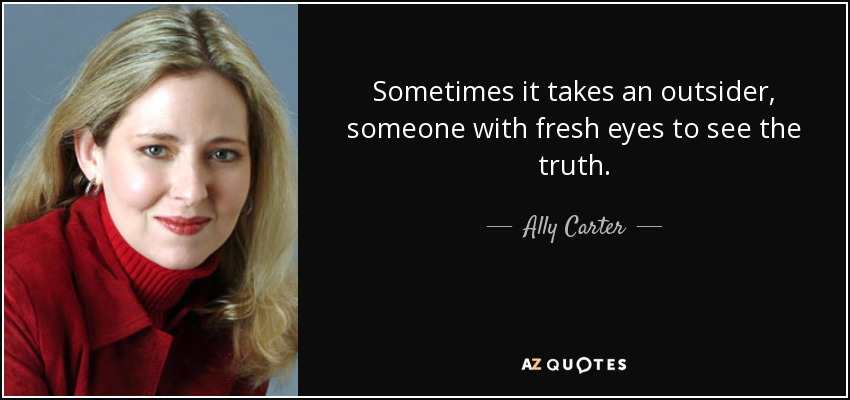 Sometimes it takes an outsider,
someone with fresh eyes to see the
truth.
Ally Carter
AZ QUOTES